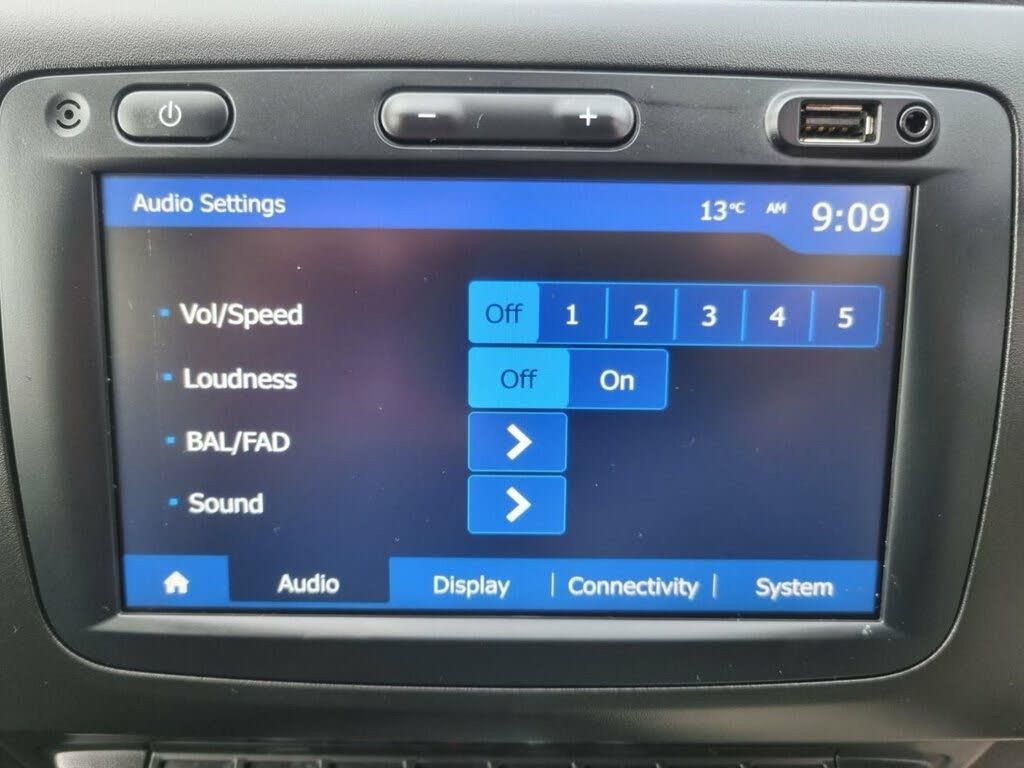 - +
Audio Settings 13°C AM 9:09
Vol/Speed Off 1 2 3 4 5
Loudness Off On
BAL/FAD
Sound
Audio Display Connectivity System